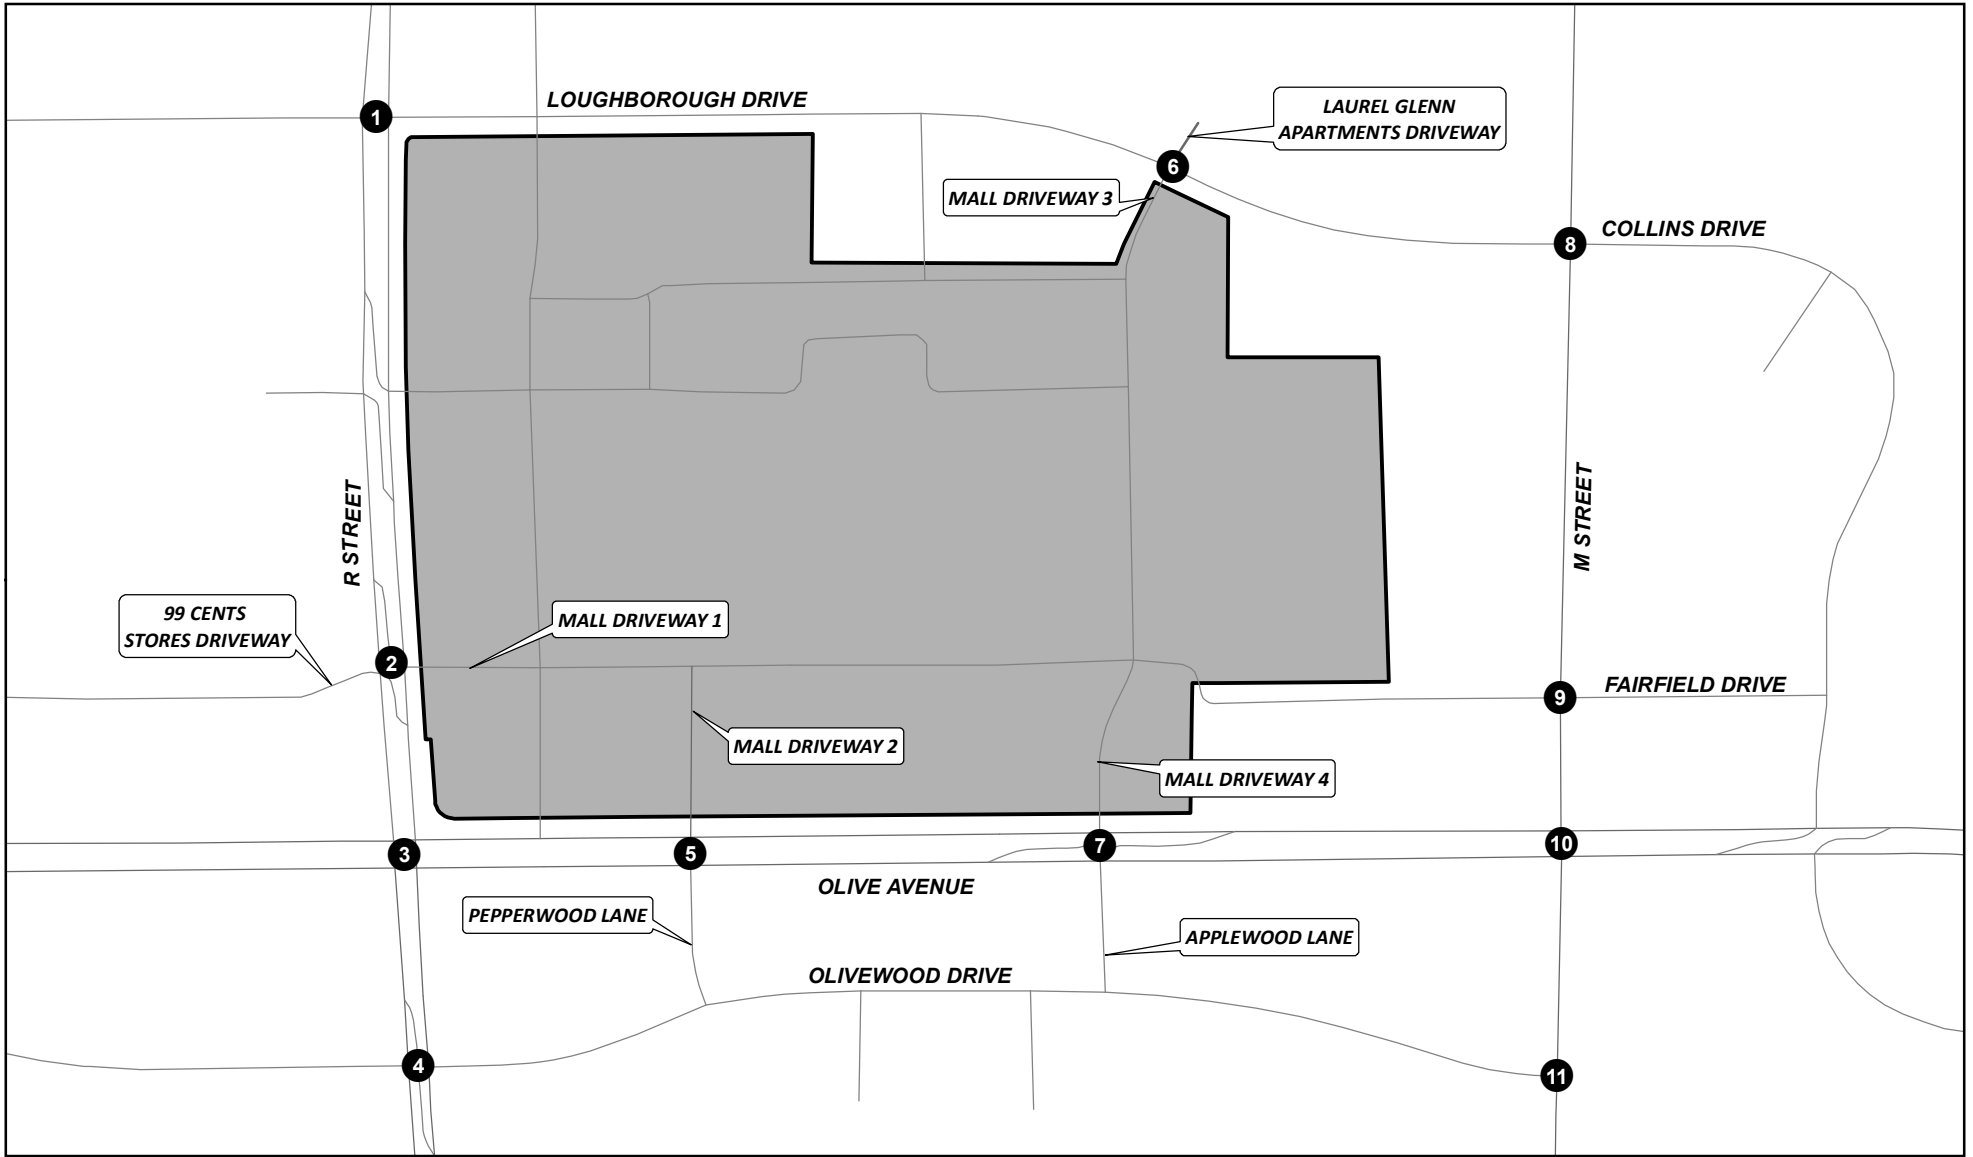 LOUGHBOROUGH DRIVE
1
LAUREL GLENN
APARTMENTS DRIVEWAY
6
MALL DRIVEWAY 3
COLLINS DRIVE
8
R STREET
M STREET
99 CENTS
STORES DRIVEWAY
MALL DRIVEWAY 1
2
FAIRFIELD DRIVE
9
MALL DRIVEWAY 2
MALL DRIVEWAY 4
3
5
7
10
OLIVE AVENUE
PEPPERWOOD LANE
APPLEWOOD LANE
OLIVEWOOD DRIVE
4
11